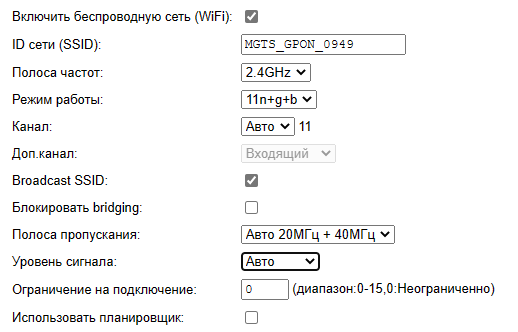 Включить беспроводную сеть (WiFi):
ID сети (SSID): MGTS_GPON_0949
Полоса частот: 2.4GHz
Режим работы: 11n+g+b
Канал: Авто 11
Доп.канал: Входящий
Broadcast SSID:
Блокировать bridging:
Полоса пропускания: Авто 20МГц + 40МГц
Уровень сигнала: Авто
Ограничение на подключение: 0 (диапазон:0-15,0:Неограниченно)
Использовать планировщик: